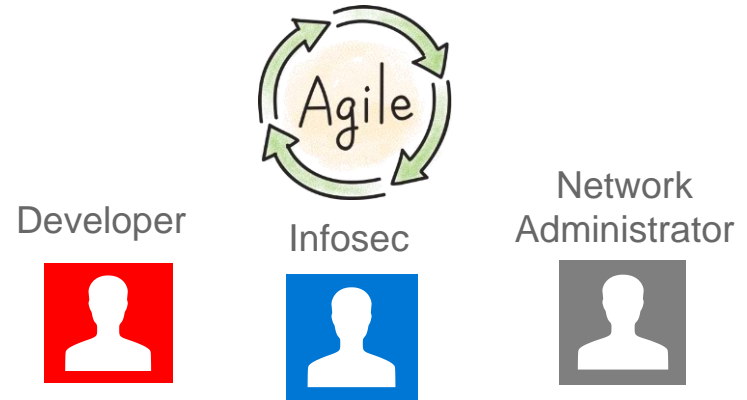 Agile
Developer
Infosec
Network
Administrator